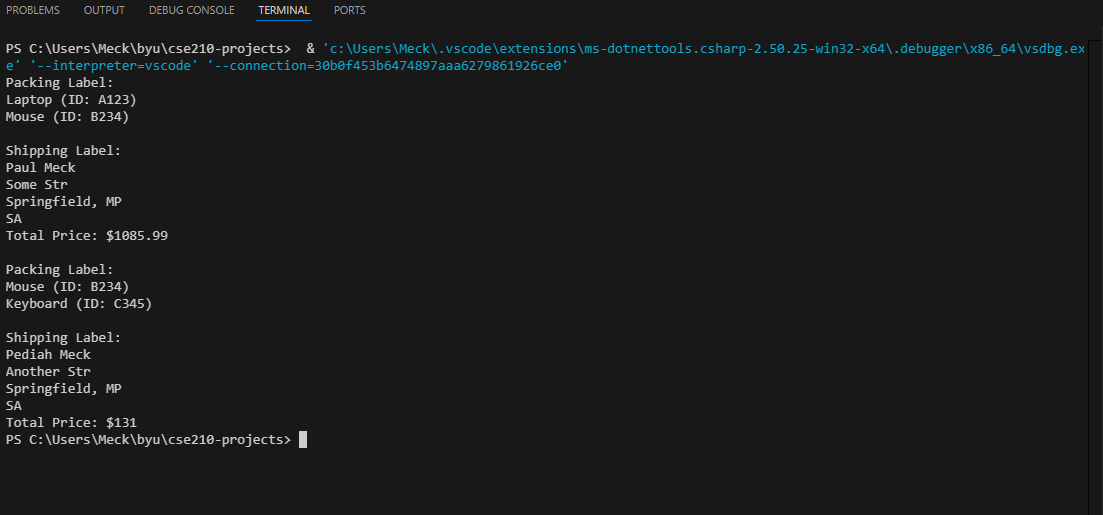 PROBLEMS OUTPUT DEBUG CONSOLE TERMINAL PORTS
PS C:\Users\Meck\byu\cse210-projects>  & 'c:\Users\Meck\.vscode\extensions\ms-dotnettools.csharp-2.50.25-win32-x64\.debugger\x86_64\vsdbg.ex
e' '--interpreter=vscode' '--connection=30b0f453b6474897aaa6279861926ce0'
Packing Label:
Laptop (ID: A123)
Mouse (ID: B234)
Shipping Label:
Paul Meck
Some Str
Springfield, MP
SA
Total Price: $1085.99
Packing Label:
Mouse (ID: B234)
Keyboard (ID: C345)
Shipping Label:
Pediah Meck
Another Str
Springfield, MP
SA
Total Price: $131
PS C:\Users\Meck\byu\cse210-projects>